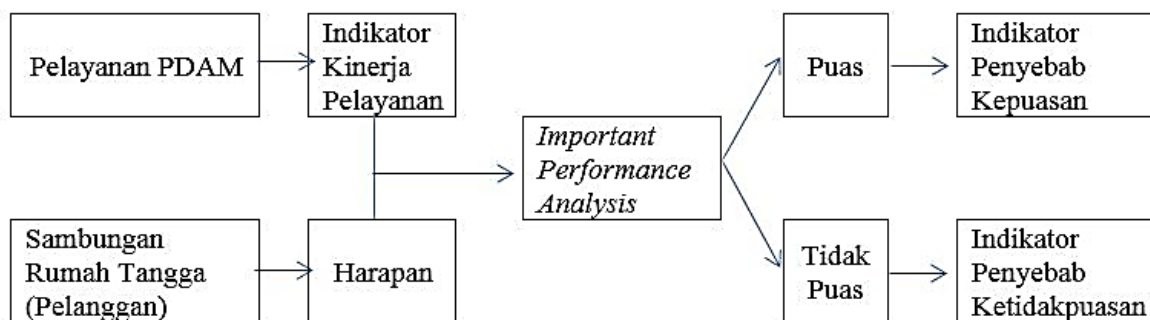 Pelayanan PDAM
Indikator
Kinerja
Pelayanan
Important
Performance
Analysis
Puas
Indikator
Penyebab
Kepuasan
Sambungan
Rumah Tangga
(Pelanggan)
Harapan
Tidak
Puas
Indikator
Penyebab
Ketidakpuasan